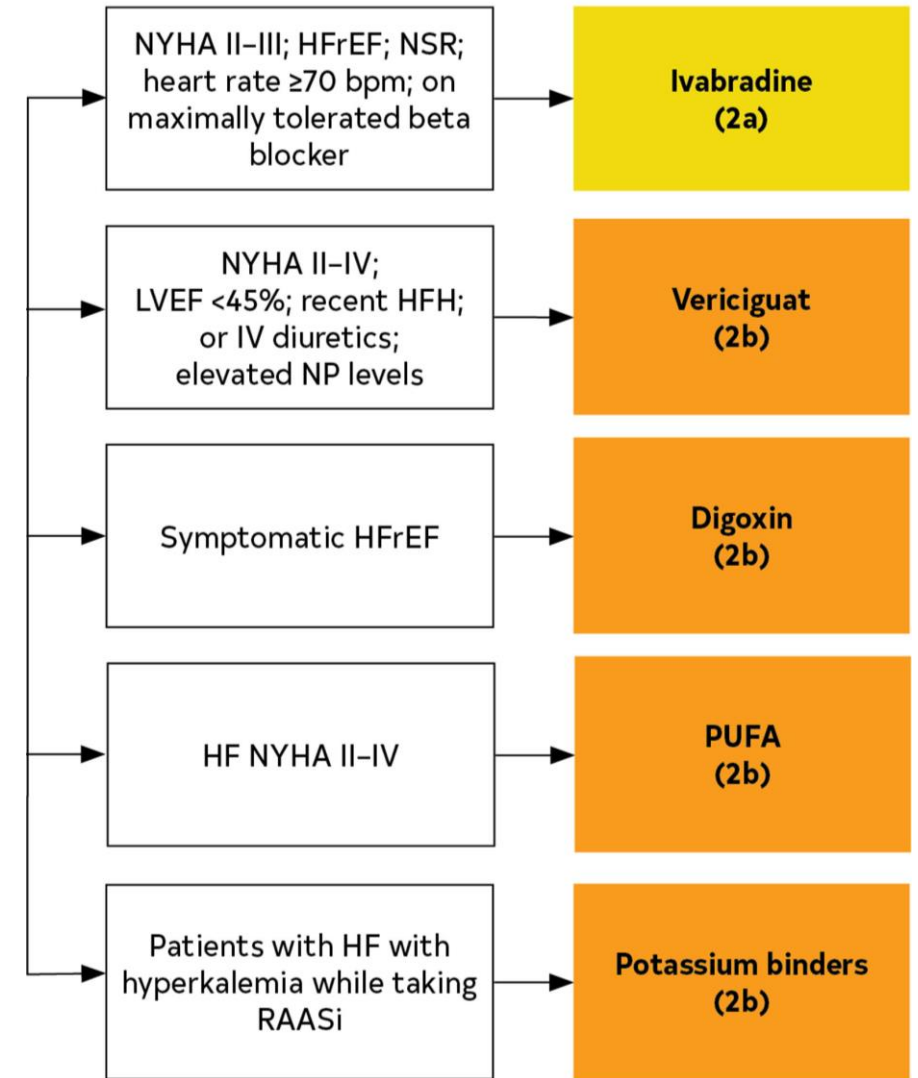 NYHA II–III; HFrEF; NSR;
heart rate ≥70 bpm; on
maximally tolerated beta
blocker
Ivabradine
(2a)
NYHA II–IV;
LVEF <45%; recent HFH;
or IV diuretics;
elevated NP levels
Vericiguat
(2b)
Symptomatic HFrEF
Digoxin
(2b)
HF NYHA II–IV
PUFA
(2b)
Patients with HF with
hyperkalemia while taking
RAASi
Potassium binders
(2b)